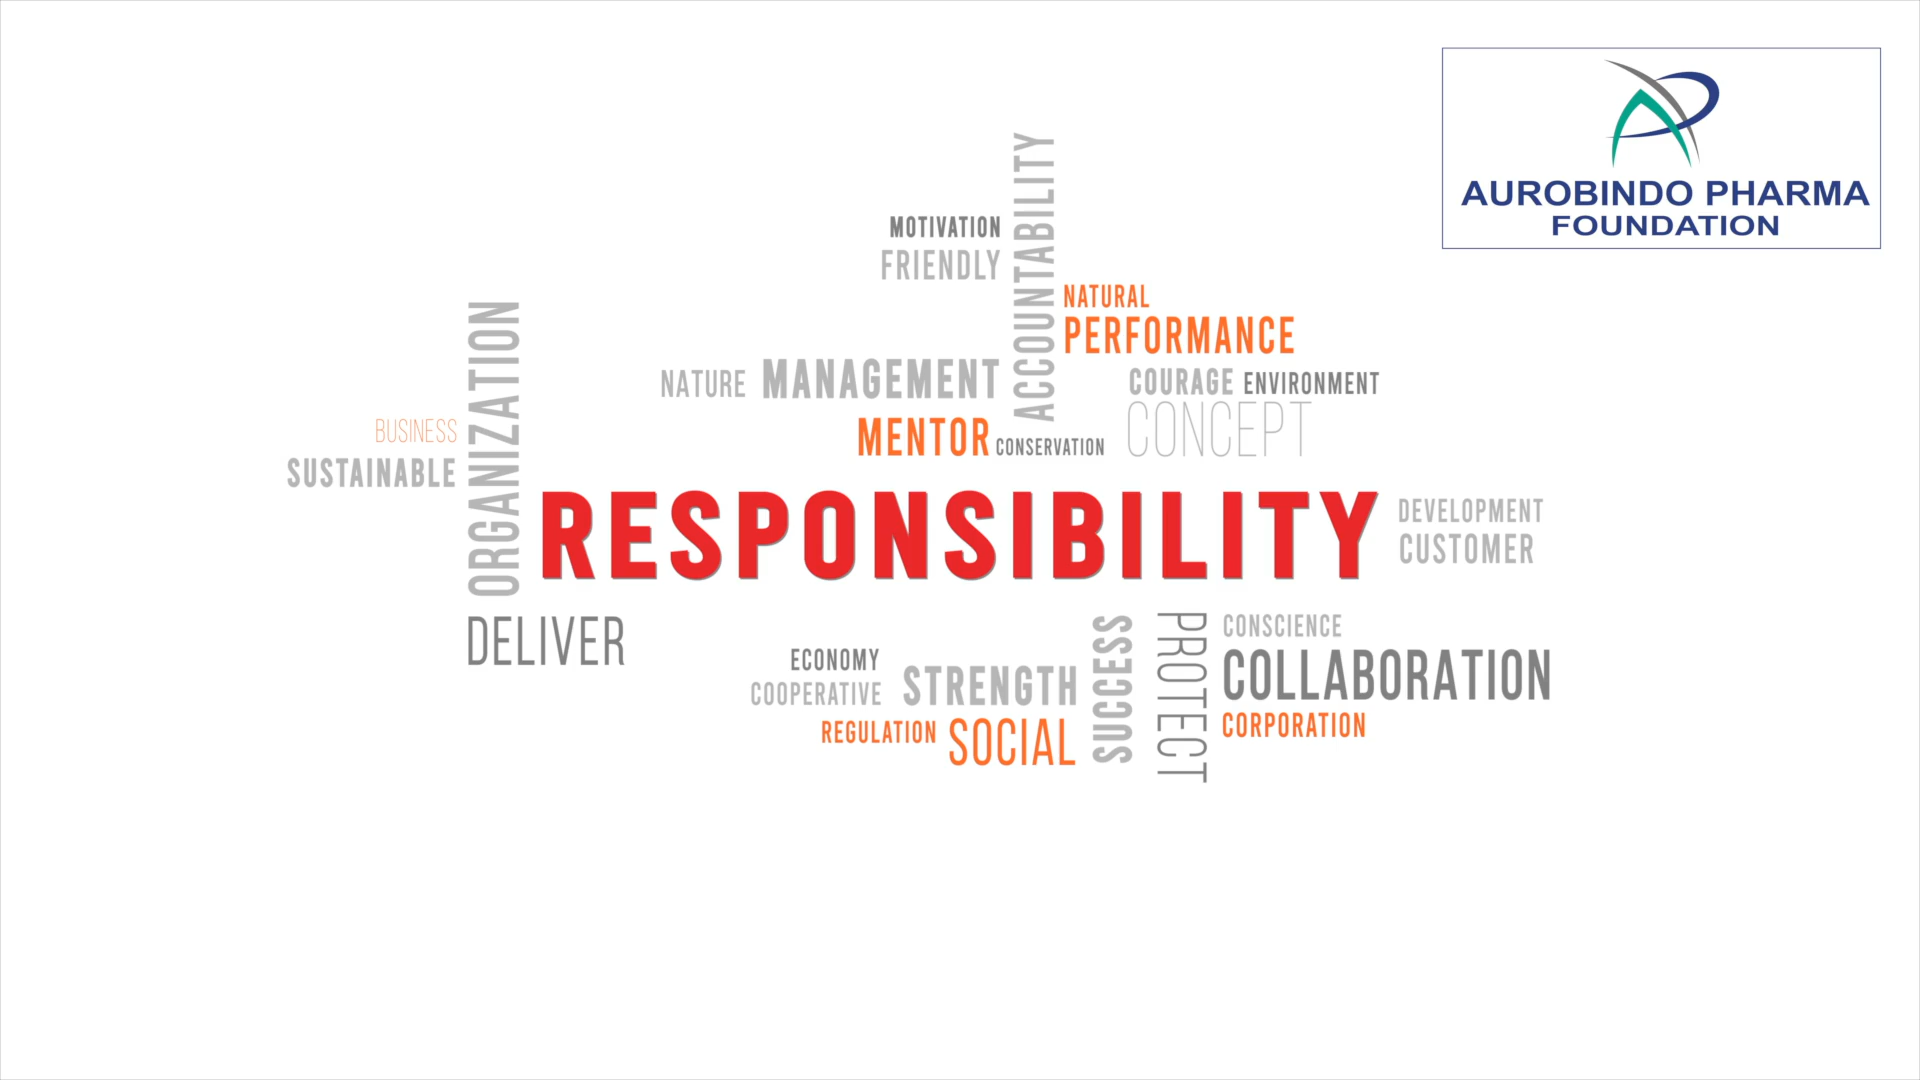 AUROBINDO PHARMA
FOUNDATION
ACCOUNTABILITY
MOTIVATION
FRIENDLY
NATURAL
PERFORMANCE
ORGANIZATION
NATURE MANAGEMENT
COURAGE ENVIRONMENT
CONCEPT
BUSINESS
MENTOR CONSERVATION
SUSTAINABLE
RESPONSIBILITY
DEVELOPMENT
CUSTOMER
DELIVER
SUCCESS
PROTECT
CONSCIENCE
ECONOMY
COOPERATIVE STRENGTH
COLLABORATION
REGULATION SOCIAL
CORPORATION